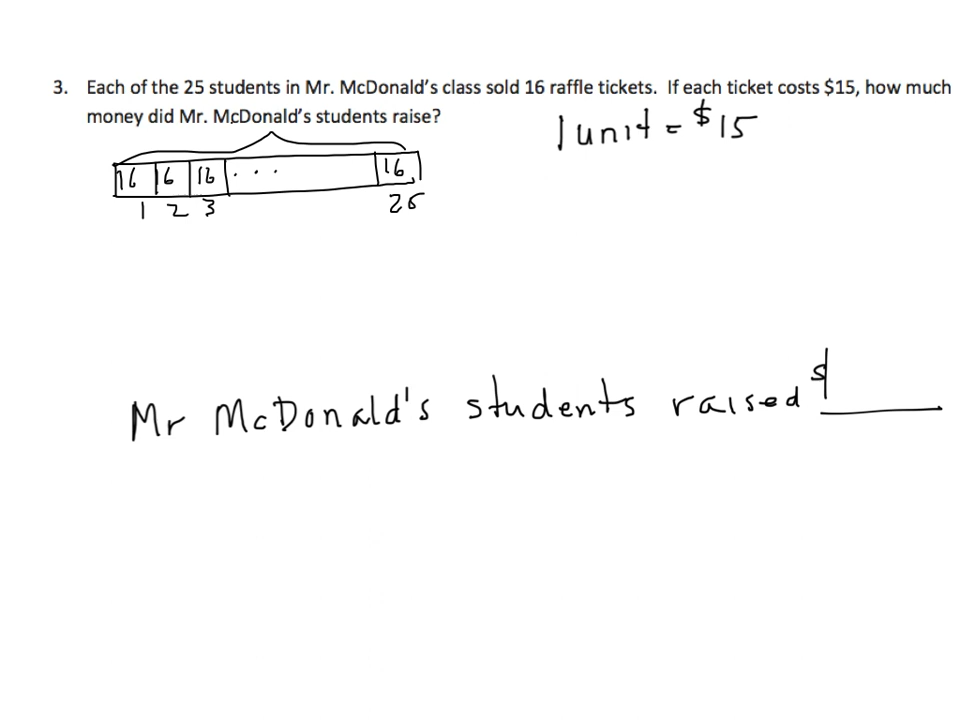 3. Each of the 25 students in Mr. McDonald's class sold 16 raffle tickets. If each ticket costs $15, how much
money did Mr. McDonald's students raise?
1 unit = $15
16 16 16 . . . 16
1 2 3 25
Mr McDonald's students raised $